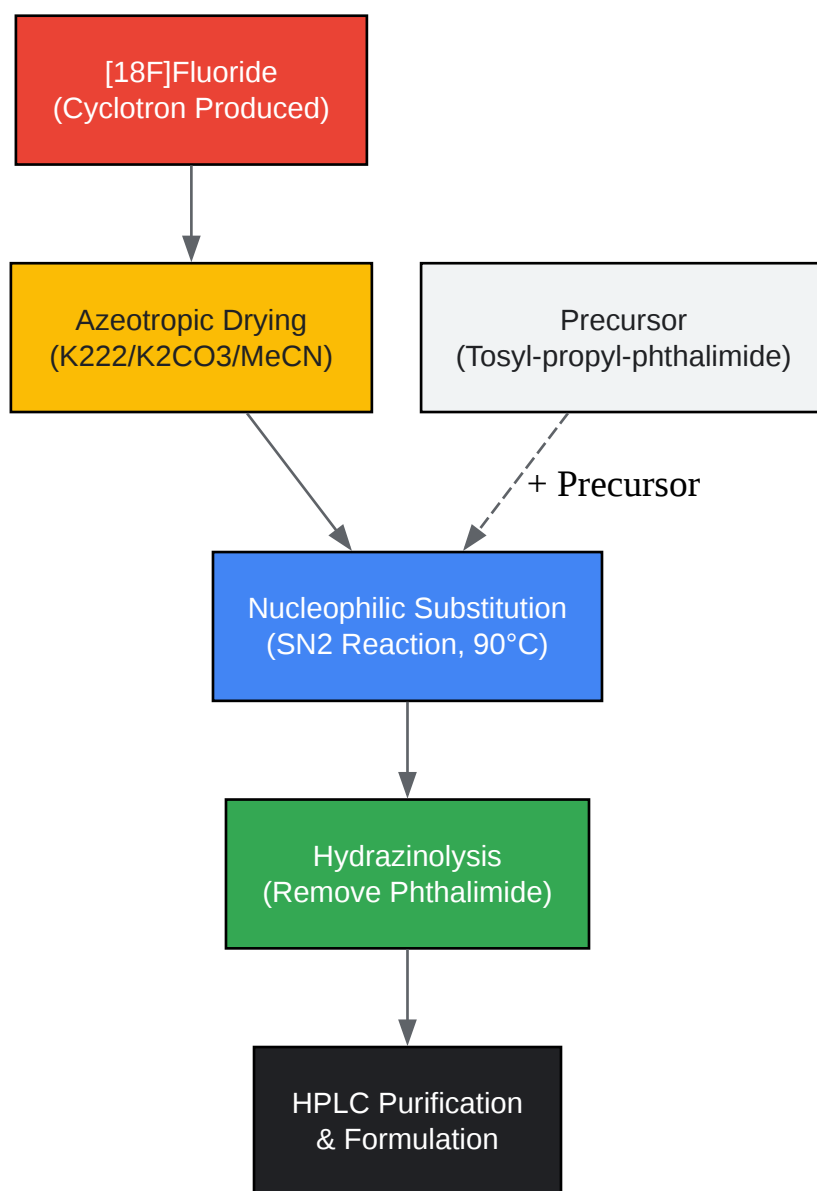 [18F]Fluoride
(Cyclotron Produced)
Azeotropic Drying
(K222/K2CO3/MeCN)
Precursor
(Tosyl-propyl-phthalimide)
+ Precursor
Nucleophilic Substitution
(SN2 Reaction, 90°C)
Hydrazinolysis
(Remove Phthalimide)
HPLC Purification
& Formulation